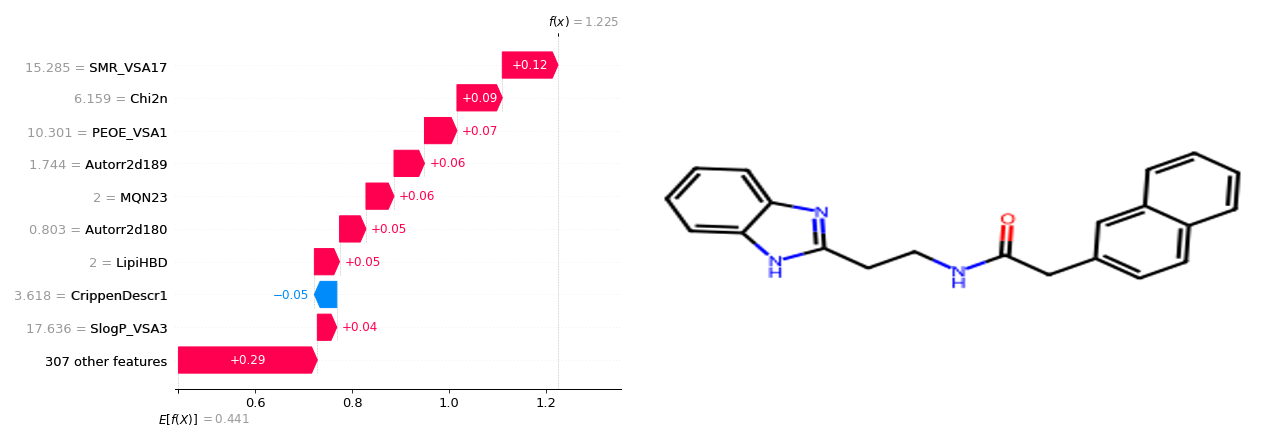 f(x) = 1.225
15.285 = SMR_VSA17
+0.12
6.159 = Chi2n
+0.09
10.301 = PEOE_VSA1
+0.07
1.744 = Autorr2d189
+0.06
2 = MQN23
+0.06
0.803 = Autorr2d180
+0.05
2 = LipiHBD
+0.05
3.618 = CrippenDescr1
−0.05
17.636 = SlogP_VSA3
+0.04
307 other features
+0.29
0.6 0.8 1.0 1.2
E[f(X)] = 0.441
N
N
H
N
H
O